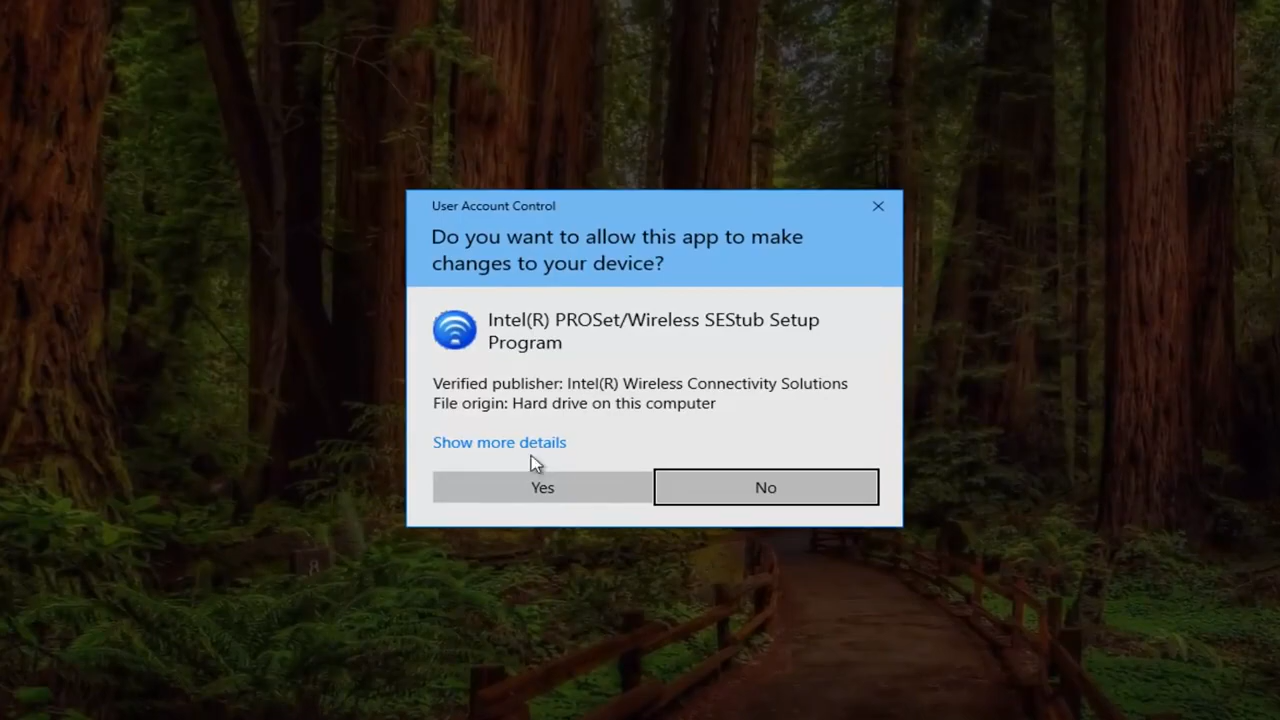 User Account Control
Do you want to allow this app to make
changes to your device?
Intel(R) PROSet/Wireless SEStub Setup
Program
Verified publisher: Intel(R) Wireless Connectivity Solutions
File origin: Hard drive on this computer
Show more details
Yes
No